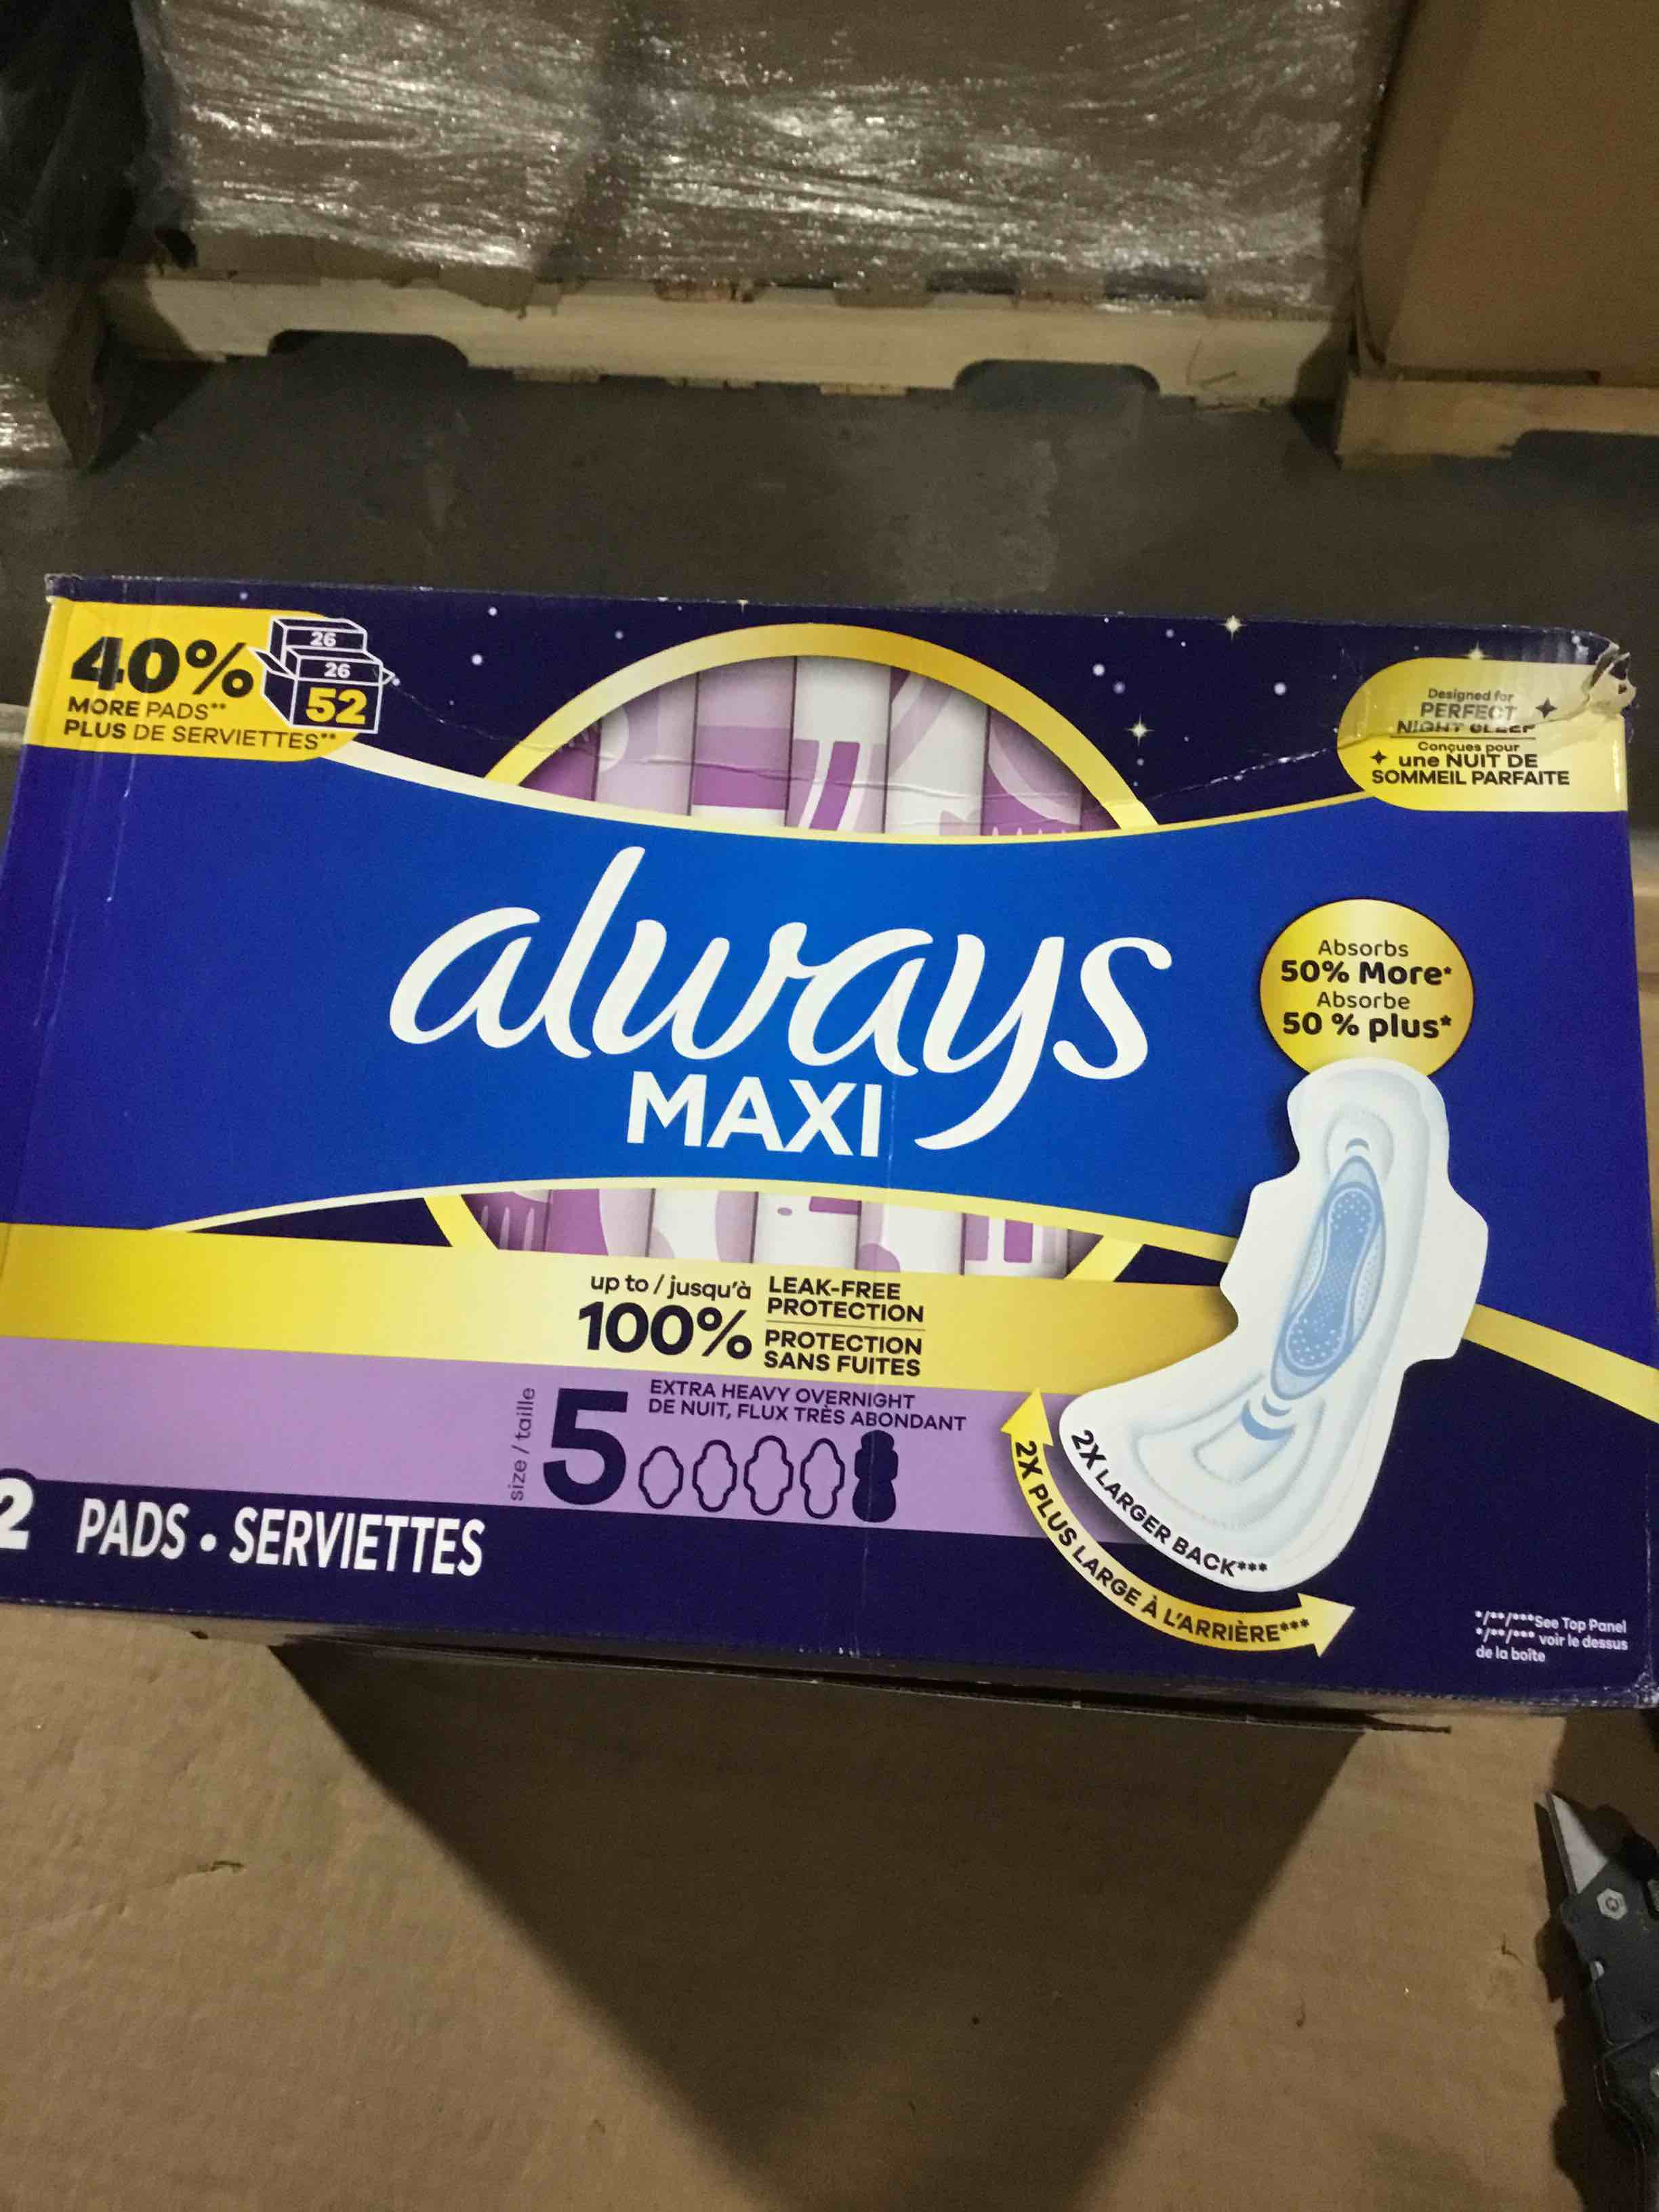 40%
MORE PADS**
PLUS DE SERVIETTES**
26
26
52
Designed for
PERFECT
NIGHT SLEEP
Conçues pour
une NUIT DE
SOMMEIL PARFAITE
always
MAXI
Absorbs
50% More*
Absorbe
50 % plus*
up to / jusqu'à
100%
LEAK-FREE
PROTECTION
PROTECTION
SANS FUITES
size / taille
5
EXTRA HEAVY OVERNIGHT
DE NUIT, FLUX TRÈS ABONDANT
2X LARGER BACK***
2X PLUS LARGE À L'ARRIÈRE***
2 PADS • SERVIETTES
*/**/***See Top Panel
*/**/*** voir le dessus
de la boîte